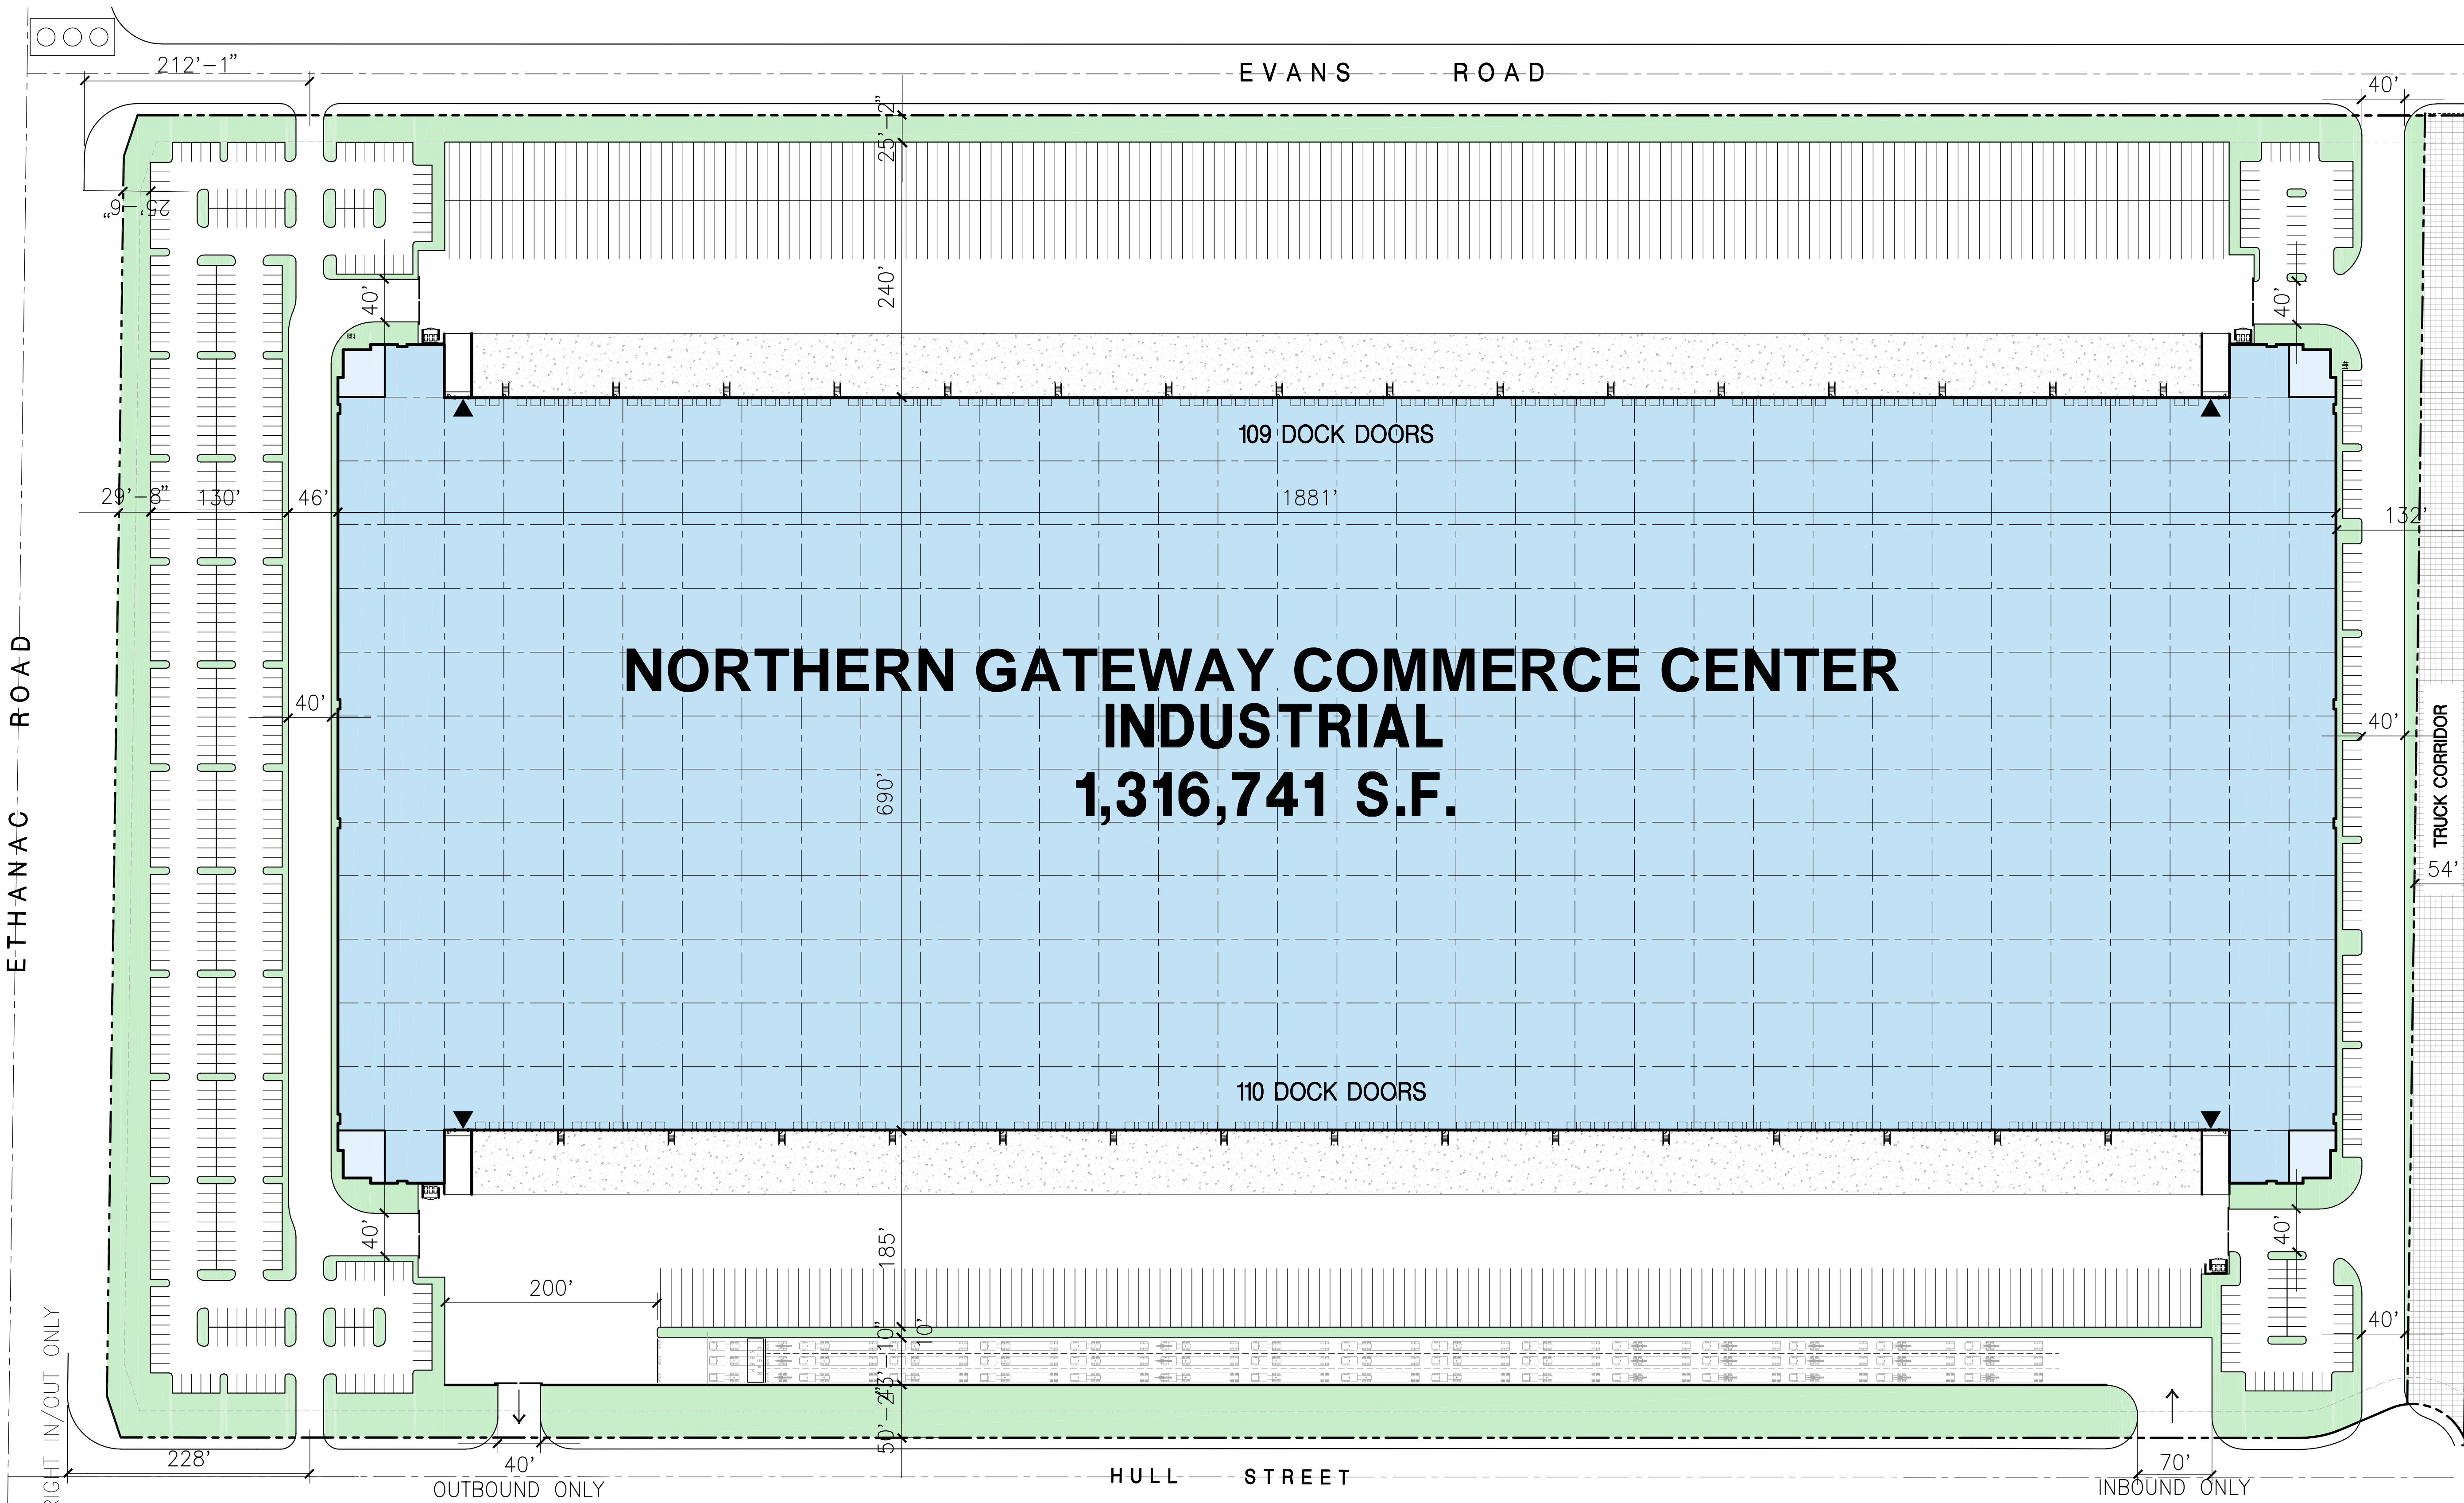 212'-1"
EVANS ROAD
40'
25'-2"
25'-6"
240'
40'
40'
109 DOCK DOORS
29'-8"
130'
46'
1881'
132'
ETHANAC ROAD
NORTHERN GATEWAY COMMERCE CENTER
INDUSTRIAL
1,316,741 S.F.
40'
690'
40'
TRUCK CORRIDOR
54'
110 DOCK DOORS
40'
185'
40'
200'
10'
40'
RIGHT IN/OUT ONLY
50'-2"
228'
40'
OUTBOUND ONLY
HULL STREET
70'
INBOUND ONLY